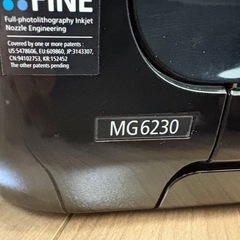 FINE
Full-photolithography Inkjet
Nozzle Engineering
Covered by one or more patents :
US:5478606, EU:609860, JP:3143307,
CN:94102753, KR:152452
The other patents pending
MG6230